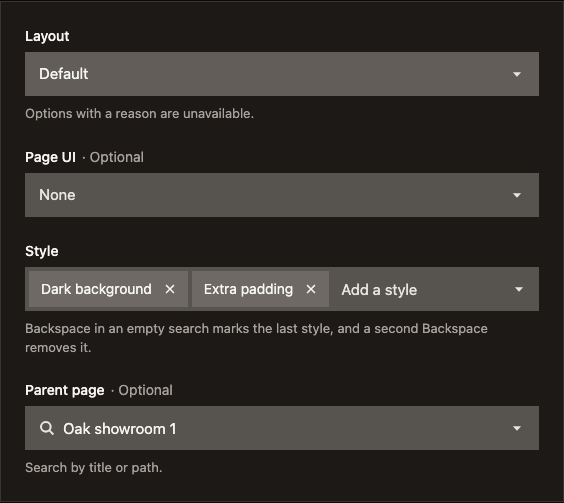 Layout
Default
Options with a reason are unavailable.
Page UI · Optional
None
Style
Dark background × Extra padding × Add a style
Backspace in an empty search marks the last style, and a second Backspace
removes it.
Parent page · Optional
Oak showroom 1
Search by title or path.